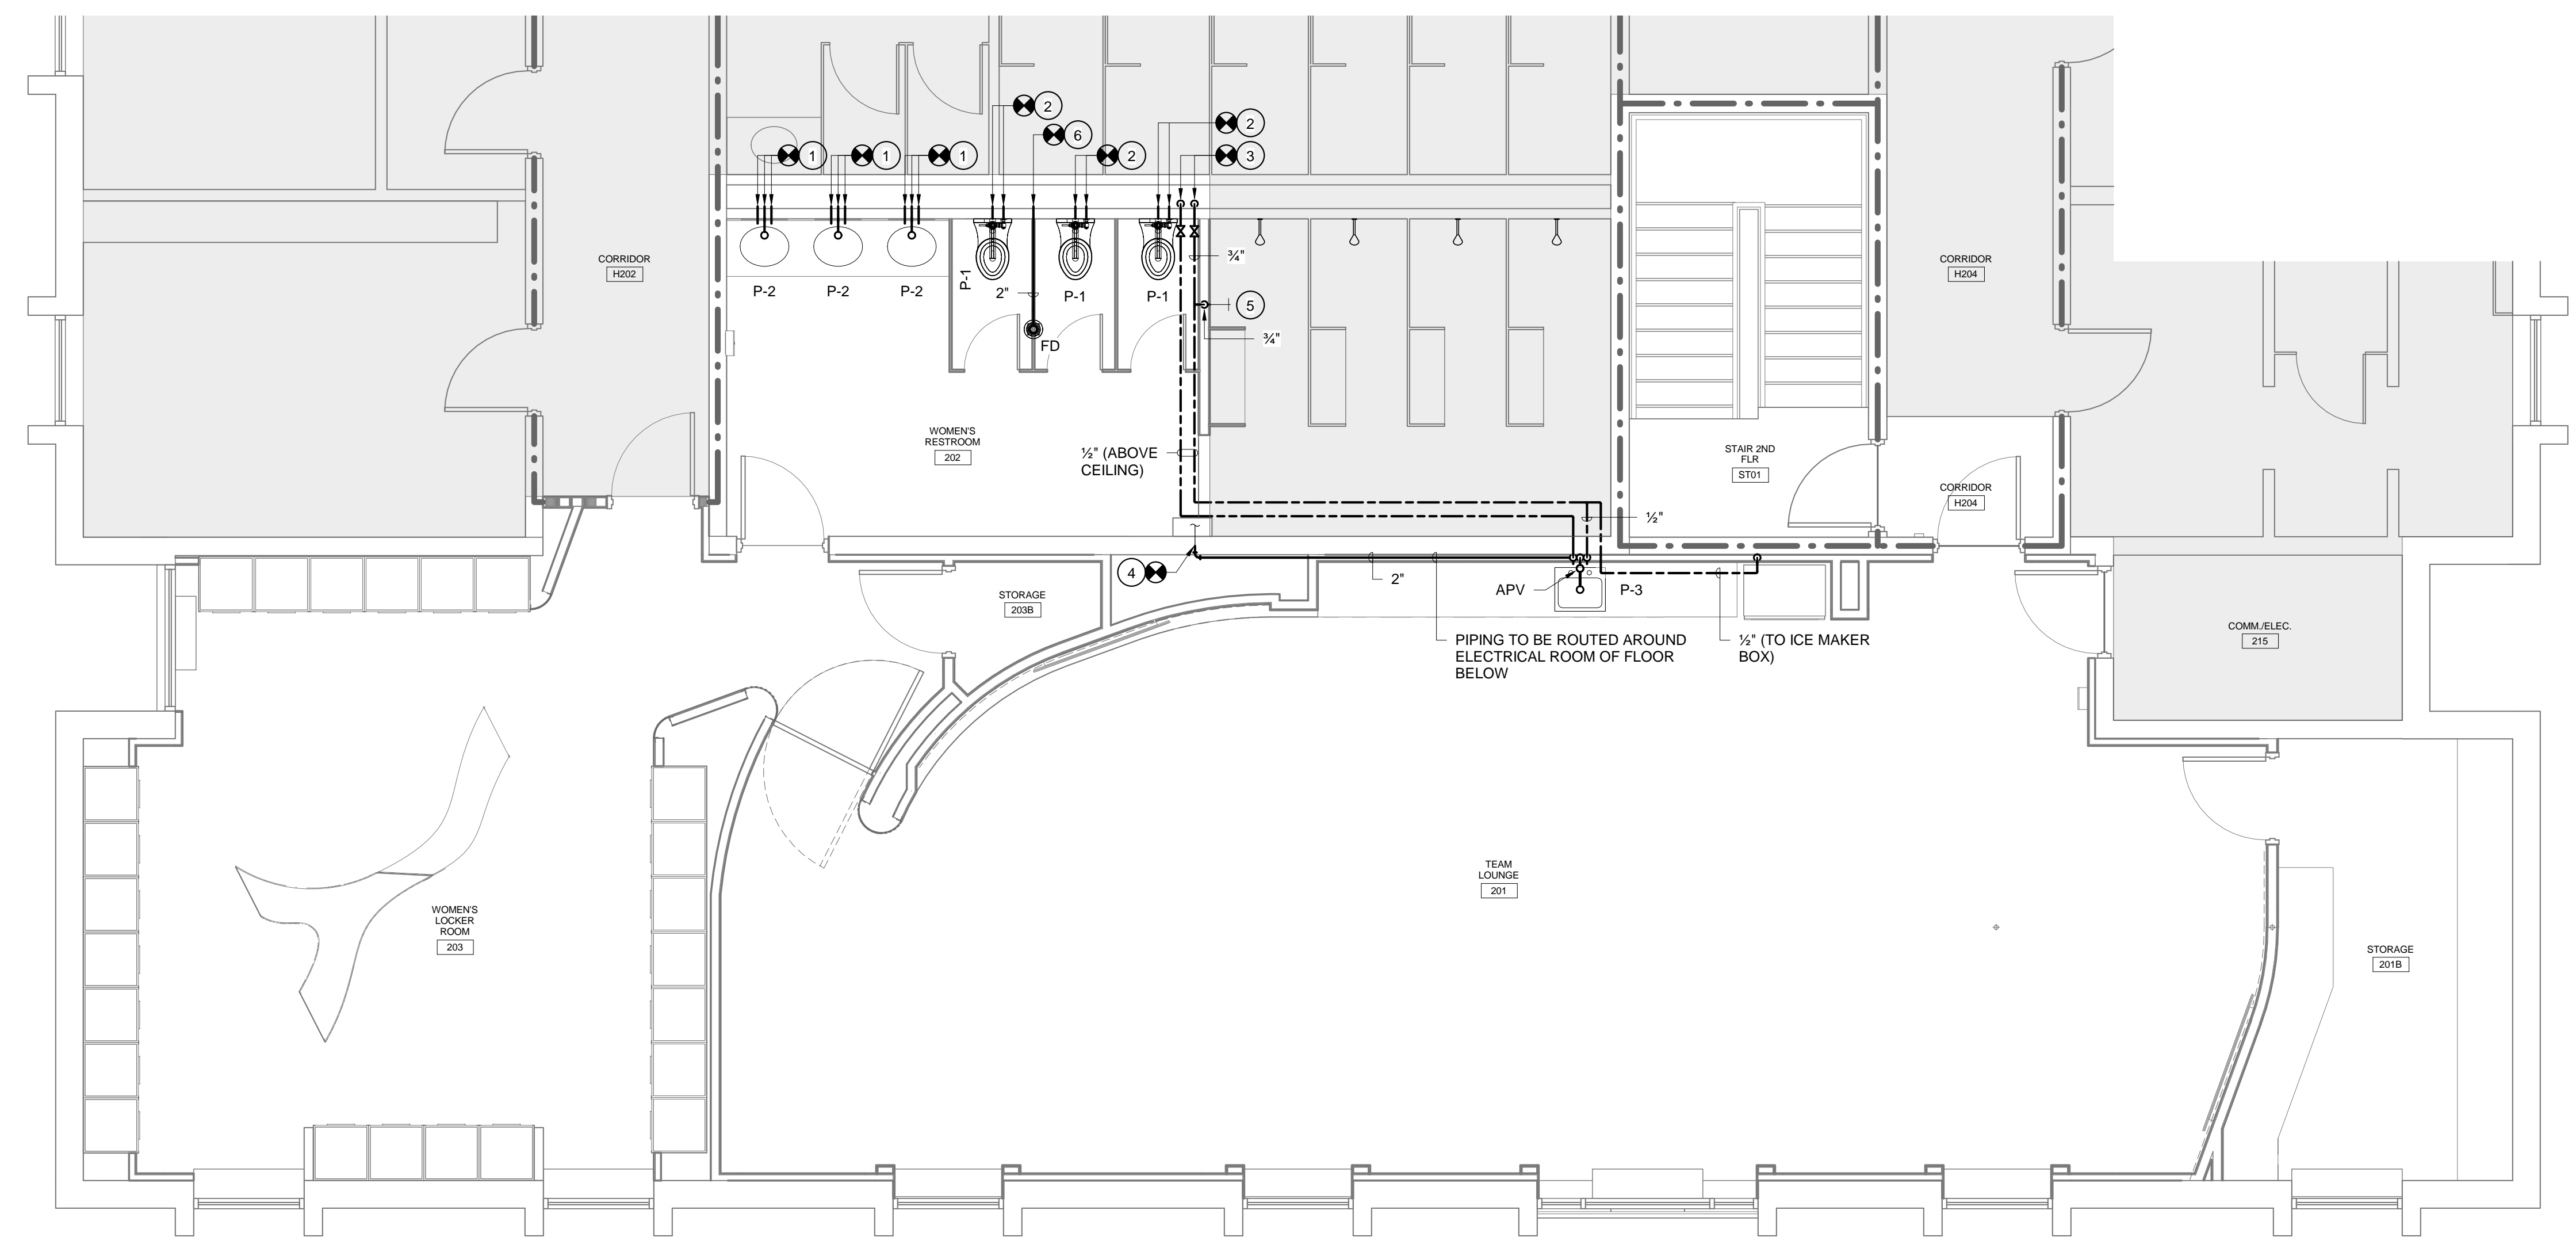 2
6
2
2
1
1
1
3
CORRIDOR
H202
CORRIDOR
H204
¾"
P-2
P-2
P-2
P-1
2"
P-1
P-1
5
¾"
FD
WOMEN'S
RESTROOM
202
½" (ABOVE
CEILING)
STAIR 2ND
FLR
ST01
CORRIDOR
H204
½"
4
2"
APV
P-3
STORAGE
203B
PIPING TO BE ROUTED AROUND
ELECTRICAL ROOM OF FLOOR
BELOW
½" (TO ICE MAKER
BOX)
COMM./ELEC.
215
TEAM
LOUNGE
201
WOMEN'S
LOCKER
ROOM
203
STORAGE
201B